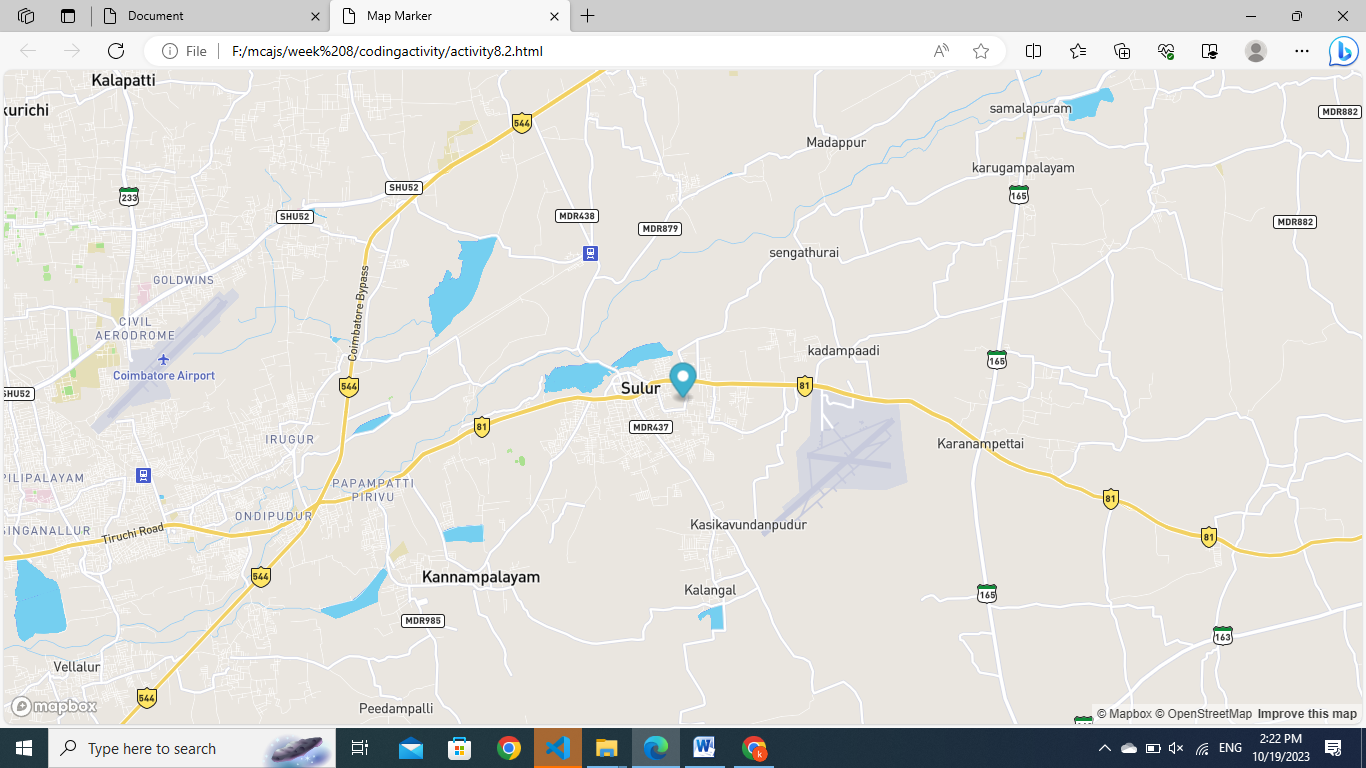 Document
Map Marker
File
F:/mcajs/week%208/codingactivity/activity8.2.html
Kalapatti
kurichi
544
samalapuram
MDR882
Madappur
karugampalayam
233
SHU52
165
SHU52
MDR438
MDR879
MDR882
sengathurai
GOLDWINS
Coimbatore Bypass
CIVIL
AERODROME
kadampaadi
165
Coimbatore Airport
544
Sulur
81
SHU52
81
MDR437
IRUGUR
Karanampettai
PILIPALAYAM
PAPAMPATTI
PIRIVU
81
ONDIPUDUR
Kasikavundanpudur
SINGANALLUR
Tiruchi Road
81
544
Kannampalayam
Kalangal
165
MDR985
163
Vellalur
544
Peedampalli
mapbox
© Mapbox © OpenStreetMap Improve this map
Type here to search
ENG
2:22 PM
10/19/2023